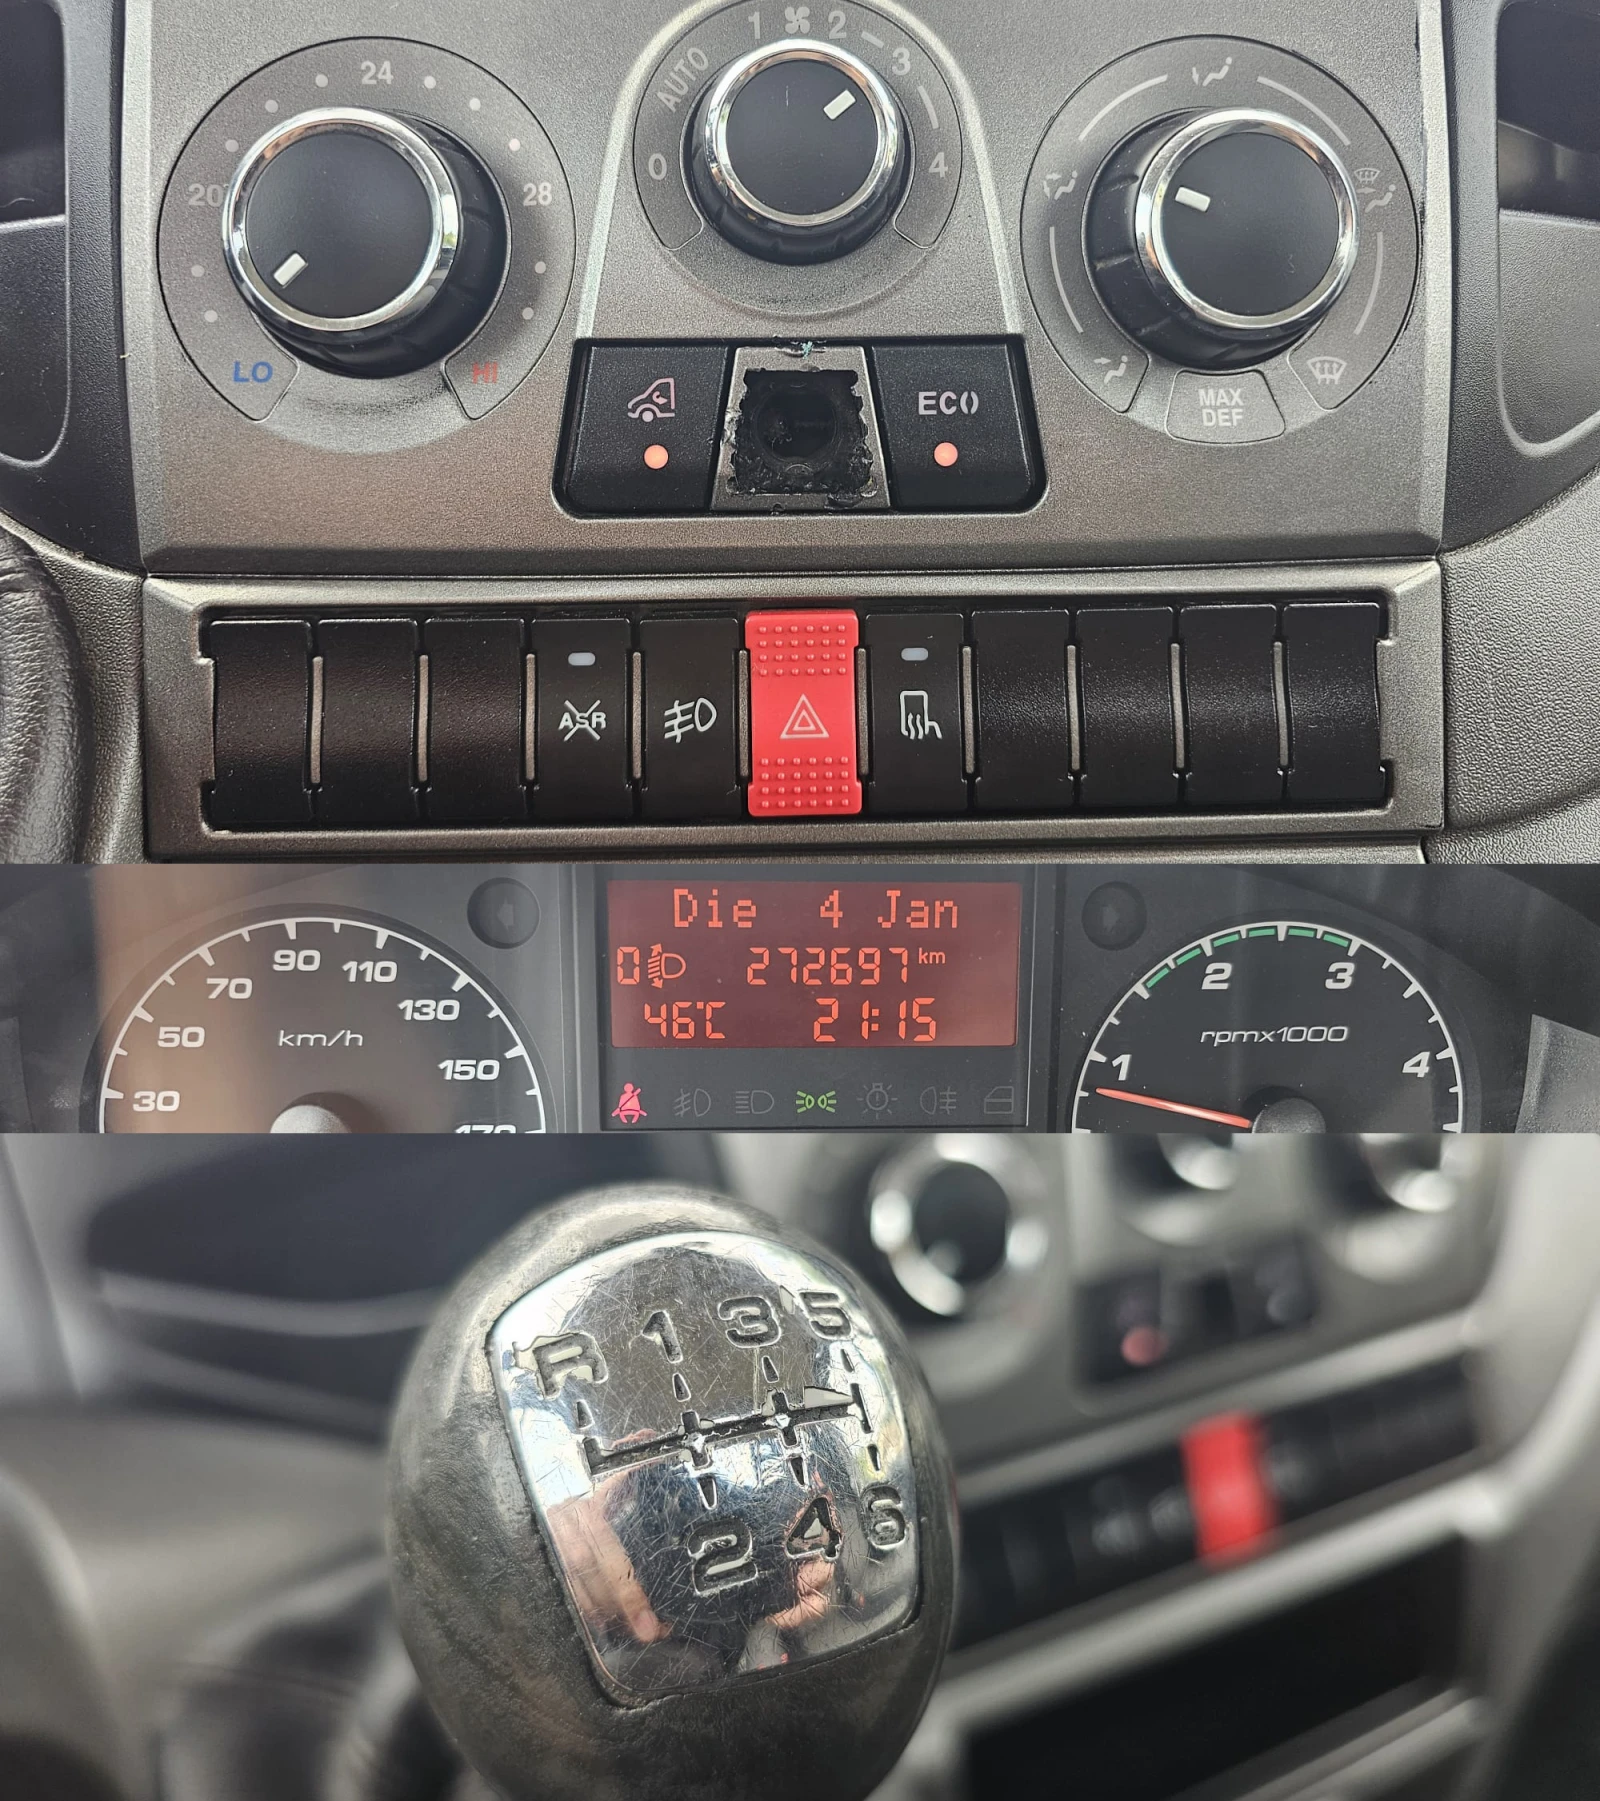 24
1 2
AUTO 3
20 28
0 4
LO HI
ECO
MAX
DEF
ASR
Die 4 Jan
0 272697 km
46°C 21:15
90
70 110
50 130
km/h
150
30
170
2 3
rpmx1000
1 4
R 1 3 5
2 4 6